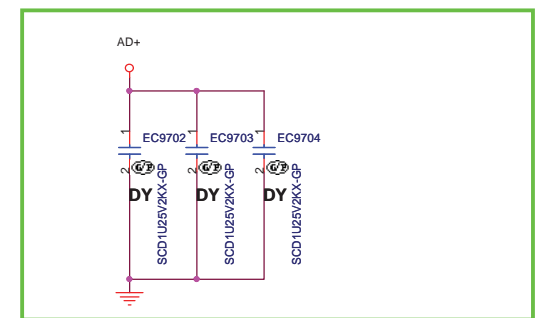 AD+
1
EC9702
1
EC9703
1
EC9704
2
G/P
2
G/P
2
G/P
DY
DY
DY
SCD1U25V2KX-GP
SCD1U25V2KX-GP
SCD1U25V2KX-GP